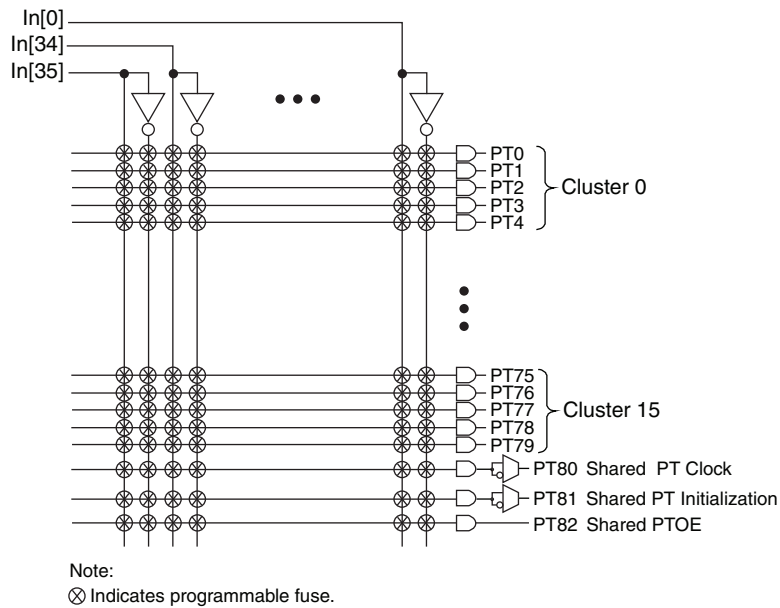 In[0]
In[34]
In[35]
PT0
PT1
PT2
PT3
PT4
Cluster 0
PT75
PT76
PT77
PT78
PT79
Cluster 15
PT80 Shared PT Clock
PT81 Shared PT Initialization
PT82 Shared PTOE
Note:
Indicates programmable fuse.